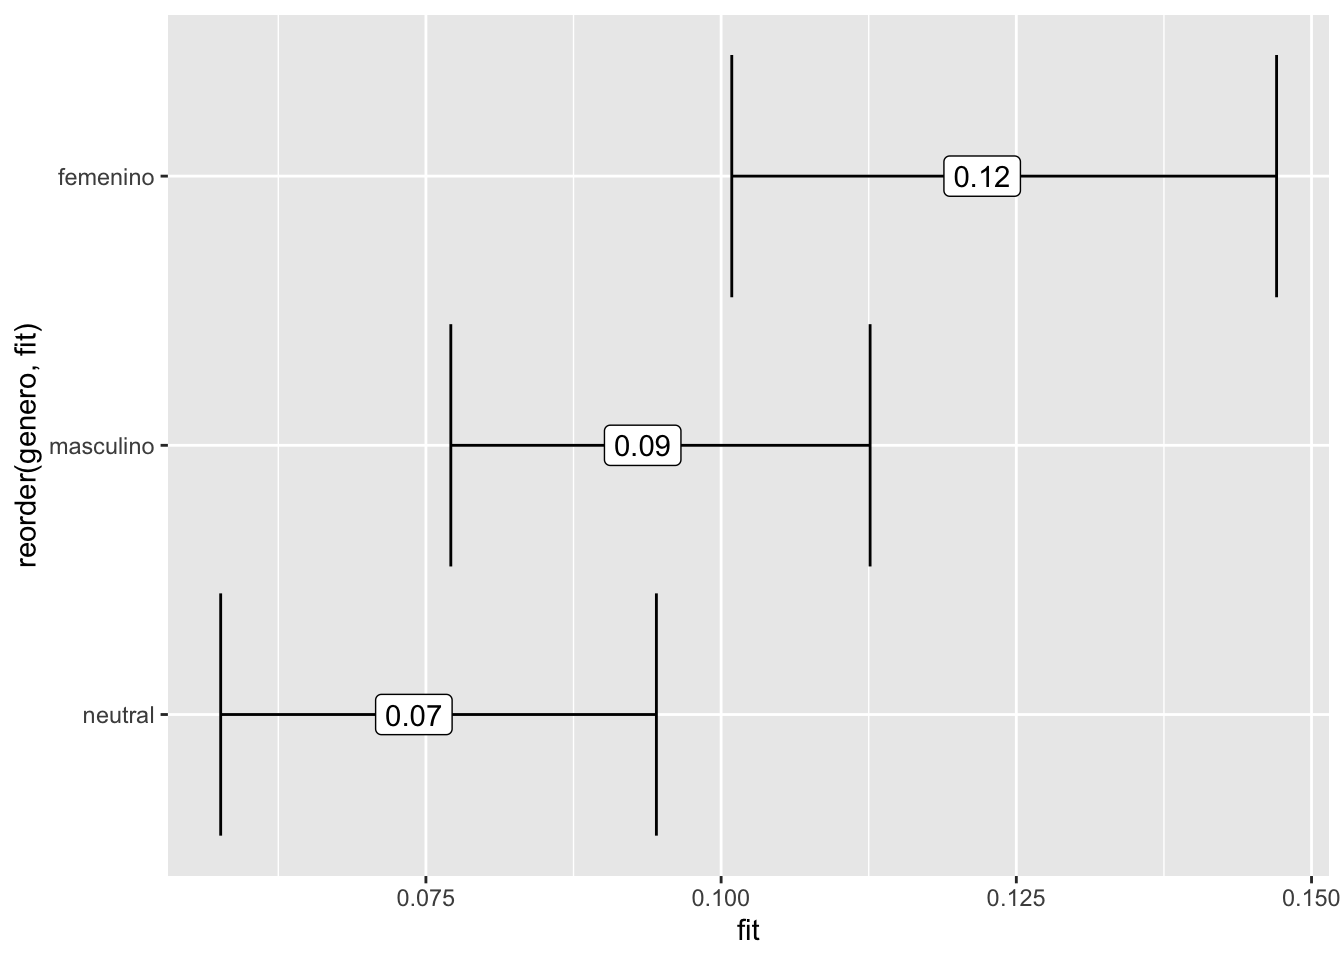 reorder(genero, fit)
femenino
0.12
masculino
0.09
neutral
0.07
0.075 0.100 0.125 0.150
fit